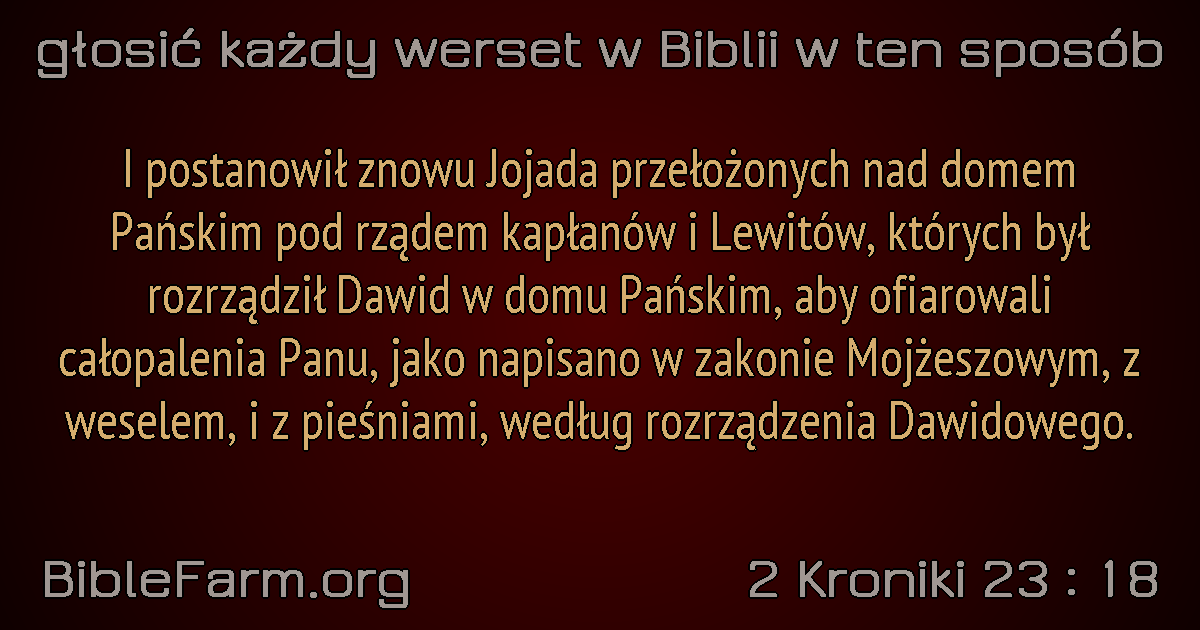 głosić każdy werset w Biblii w ten sposób
I postanowił znowu Jojada przełożonych nad domem
Pańskim pod rządem kapłanów i Lewitów, których był
rozrządził Dawid w domu Pańskim, aby ofiarowali
całopalenia Panu, jako napisano w zakonie Mojżeszowym, z
weselem, i z pieśniami, według rozrządzenia Dawidowego.
BibleFarm.org
2 Kroniki 23 : 18